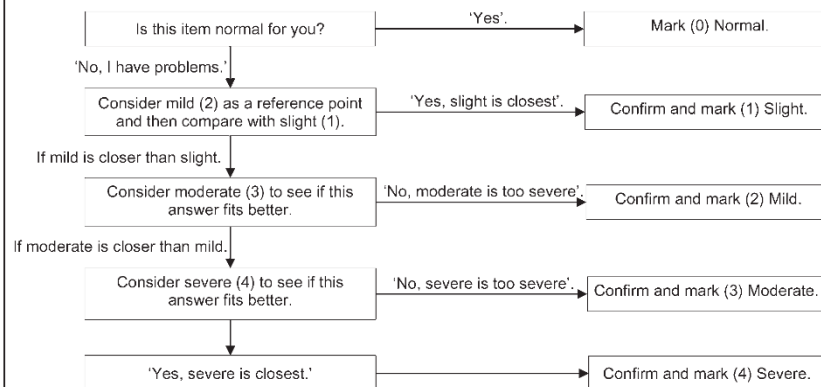 Is this item normal for you?
'Yes'.
Mark (0) Normal.
'No, I have problems.'
Consider mild (2) as a reference point
and then compare with slight (1).
'Yes, slight is closest'.
Confirm and mark (1) Slight.
If mild is closer than slight.
Consider moderate (3) to see if this
answer fits better.
'No, moderate is too severe'.
Confirm and mark (2) Mild.
If moderate is closer than mild.
Consider severe (4) to see if this
answer fits better.
'No, severe is too severe'.
Confirm and mark (3) Moderate.
'Yes, severe is closest.'
Confirm and mark (4) Severe.